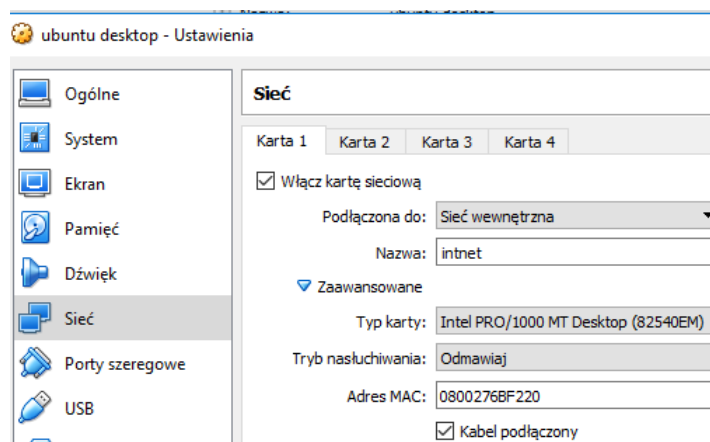 ubuntu desktop - Ustawienia
Ogólne
System
Ekran
Pamięć
Dźwięk
Sieć
Porty szeregowe
USB
Sieć
Karta 1 Karta 2 Karta 3 Karta 4
Włącz kartę sieciową
Podłączona do: Sieć wewnętrzna
Nazwa: intnet
Zaawansowane
Typ karty: Intel PRO/1000 MT Desktop (82540EM)
Tryb nasłuchiwania: Odmawiaj
Adres MAC: 0800276BF220
Kabel podłączony